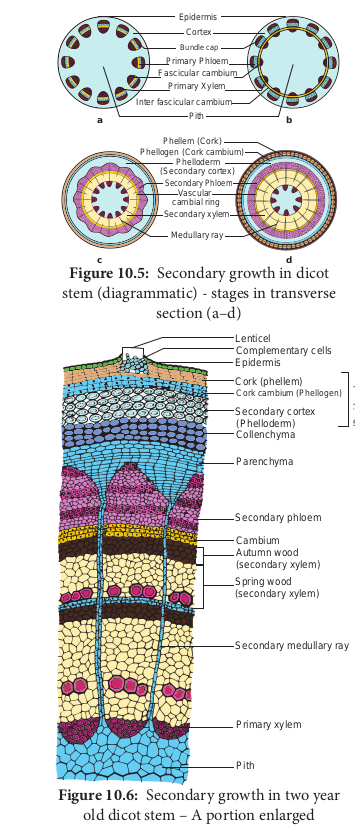 Epidermis
Cortex
Bundle cap
Primary Phloem
Fascicular cambium
Primary Xylem
Inter fascicular cambium
Pith
a
b
Phellem (Cork)
Phellogen (Cork cambium)
Phelloderm
(Secondary cortex)
Secondary Phloem
Vascular
cambial ring
Secondary xylem
Medullary ray
c
d
Figure 10.5: Secondary growth in dicot
stem (diagrammatic) - stages in transverse
section (a–d)
Lenticel
Complementary cells
Epidermis
Cork (phellem)
Cork cambium (Phellogen)
Secondary cortex
(Phelloderm)
Collenchyma
Parenchyma
Secondary phloem
Cambium
Autumn wood
(secondary xylem)
Spring wood
(secondary xylem)
Secondary medullary ray
Primary xylem
Pith
Figure 10.6: Secondary growth in two year
old dicot stem – A portion enlarged